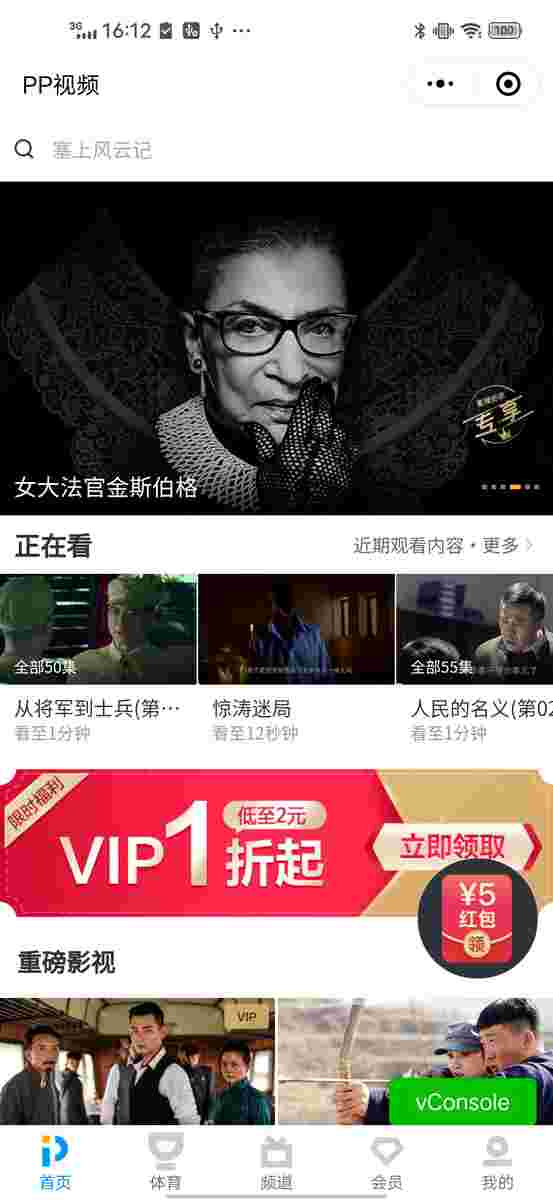 3G 16:12 100
PP视频
塞上风云记
专享
女大法官金斯伯格
正在看
近期观看内容·更多
全部50集
全部55集
从将军到士兵(第…
惊涛迷局
人民的名义(第02
看至1分钟
看至12秒钟
看至1分钟
限时福利
VIP1折起
低至2元
立即领取
¥5
红包
领
重磅影视
VIP
vConsole
首页
体育
频道
会员
我的